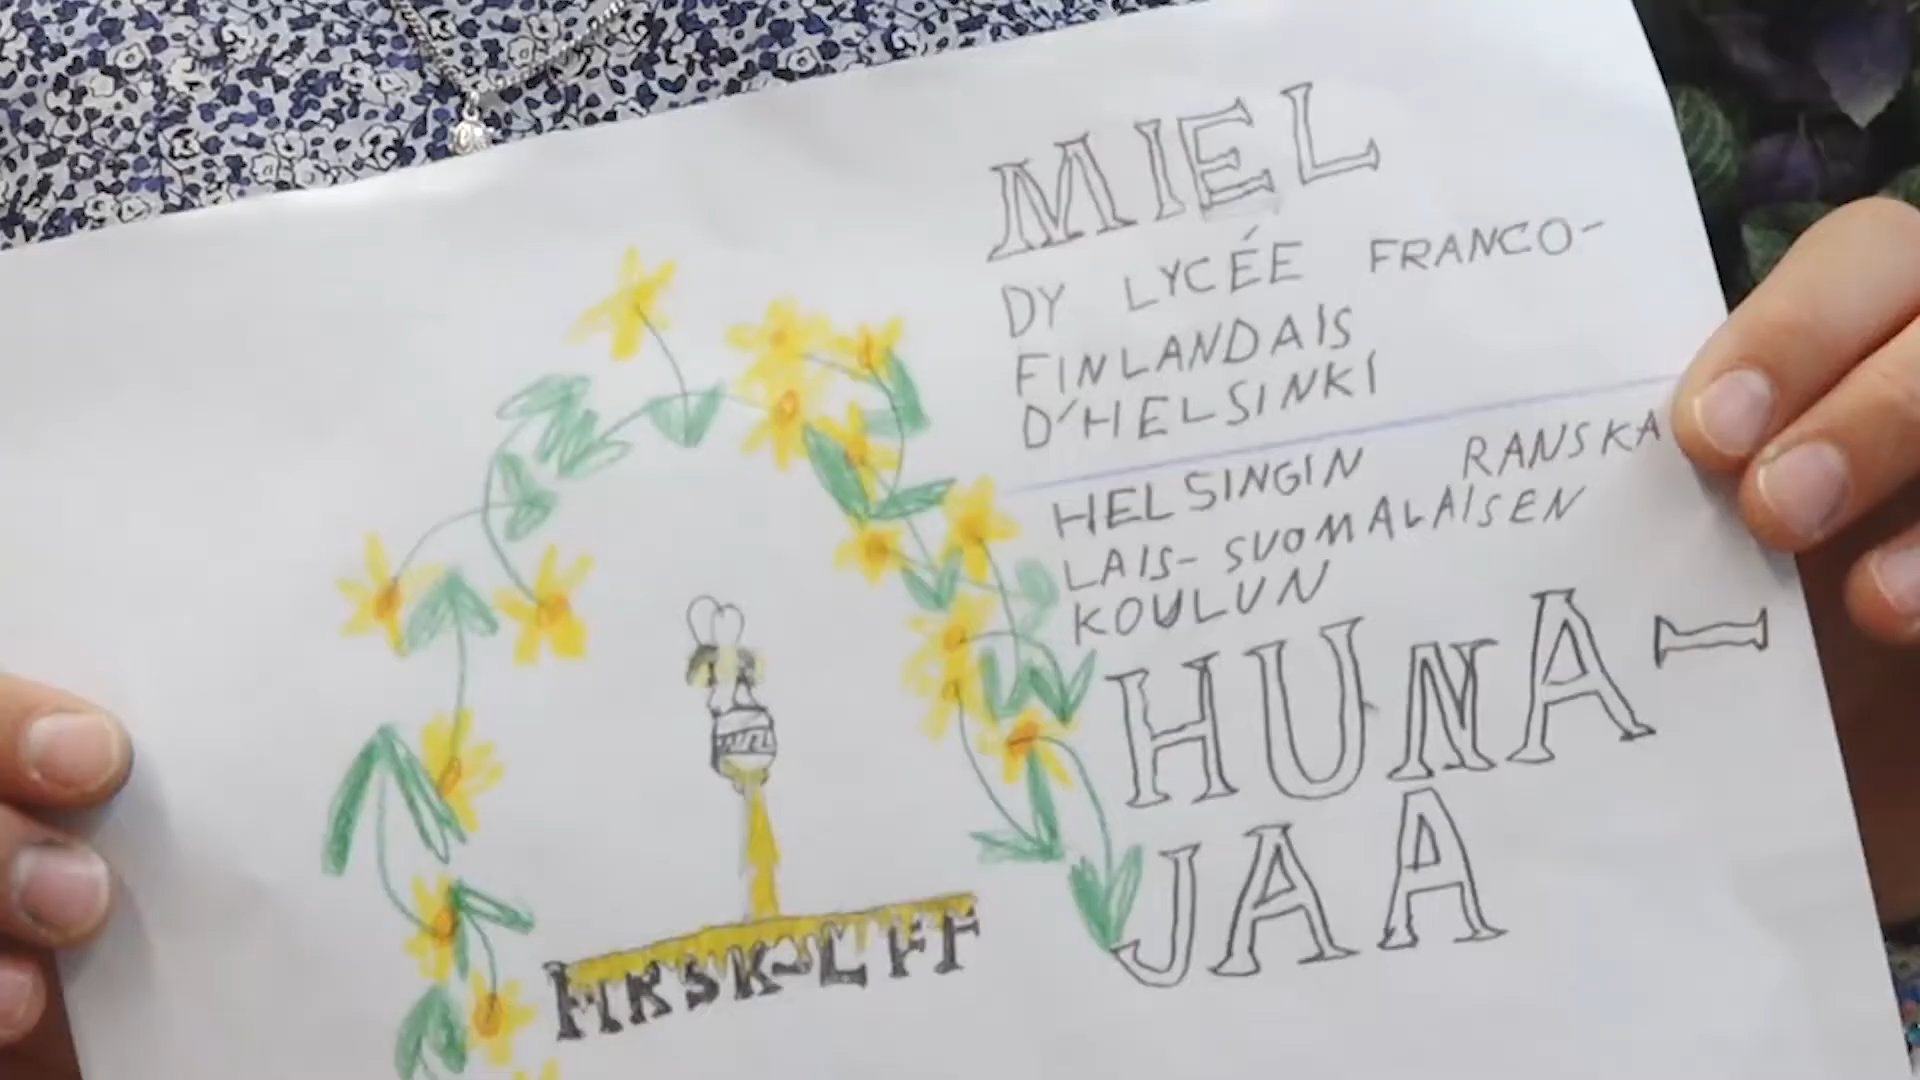 MIEL
DY LYCÉE FRANCO-
FINLANDAIS
D'HELSINKI
HELSINGIN RANSKA
LAIS-SUOMALAISEN
KOULUN
HUNA-
JAA
HRSK-LFF